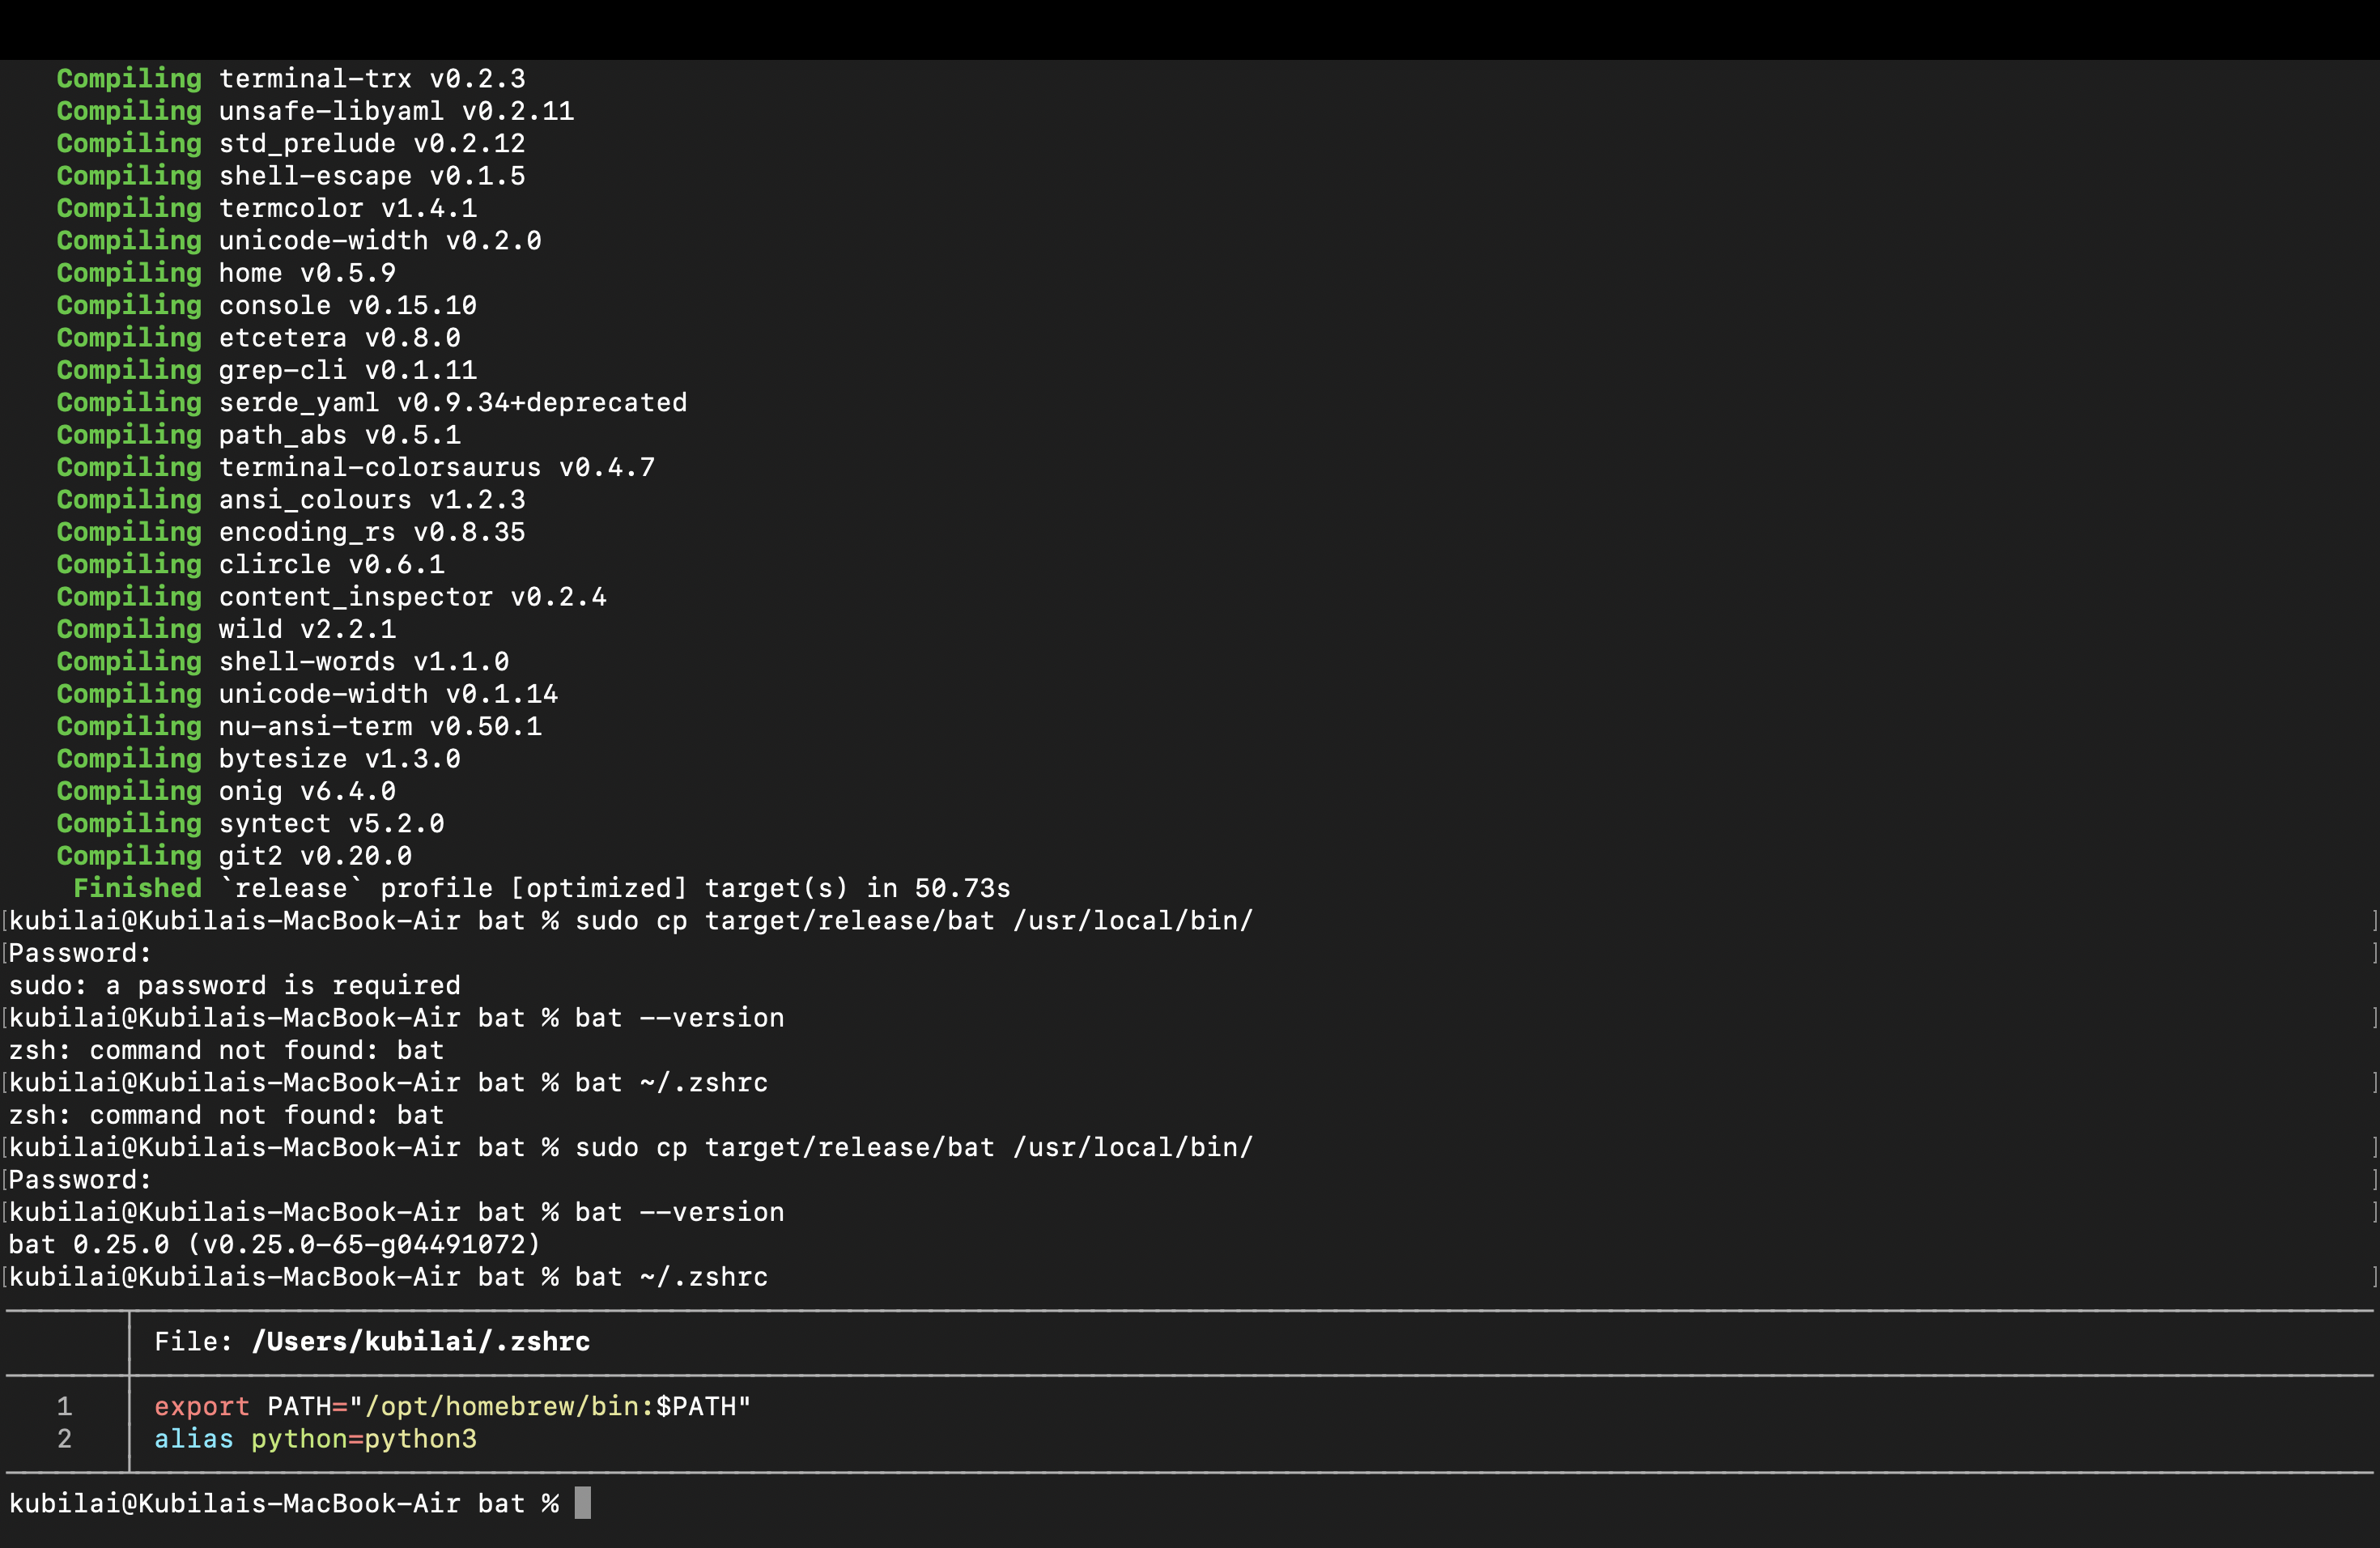 Compiling terminal-trx v0.2.3
Compiling unsafe-libyaml v0.2.11
Compiling std_prelude v0.2.12
Compiling shell-escape v0.1.5
Compiling termcolor v1.4.1
Compiling unicode-width v0.2.0
Compiling home v0.5.9
Compiling console v0.15.10
Compiling etcetera v0.8.0
Compiling grep-cli v0.1.11
Compiling serde_yaml v0.9.34+deprecated
Compiling path_abs v0.5.1
Compiling terminal-colorsaurus v0.4.7
Compiling ansi_colours v1.2.3
Compiling encoding_rs v0.8.35
Compiling clircle v0.6.1
Compiling content_inspector v0.2.4
Compiling wild v2.2.1
Compiling shell-words v1.1.0
Compiling unicode-width v0.1.14
Compiling nu-ansi-term v0.50.1
Compiling bytesize v1.3.0
Compiling onig v6.4.0
Compiling syntect v5.2.0
Compiling git2 v0.20.0
Finished `release` profile [optimized] target(s) in 50.73s
[kubilai@Kubilais-MacBook-Air bat % sudo cp target/release/bat /usr/local/bin/ ]
[Password: ]
sudo: a password is required
[kubilai@Kubilais-MacBook-Air bat % bat --version ]
zsh: command not found: bat
[kubilai@Kubilais-MacBook-Air bat % bat ~/.zshrc ]
zsh: command not found: bat
[kubilai@Kubilais-MacBook-Air bat % sudo cp target/release/bat /usr/local/bin/ ]
[Password: ]
[kubilai@Kubilais-MacBook-Air bat % bat --version ]
bat 0.25.0 (v0.25.0-65-g04491072)
[kubilai@Kubilais-MacBook-Air bat % bat ~/.zshrc ]
File: /Users/kubilai/.zshrc
1 export PATH="/opt/homebrew/bin:$PATH"
2 alias python=python3
kubilai@Kubilais-MacBook-Air bat %